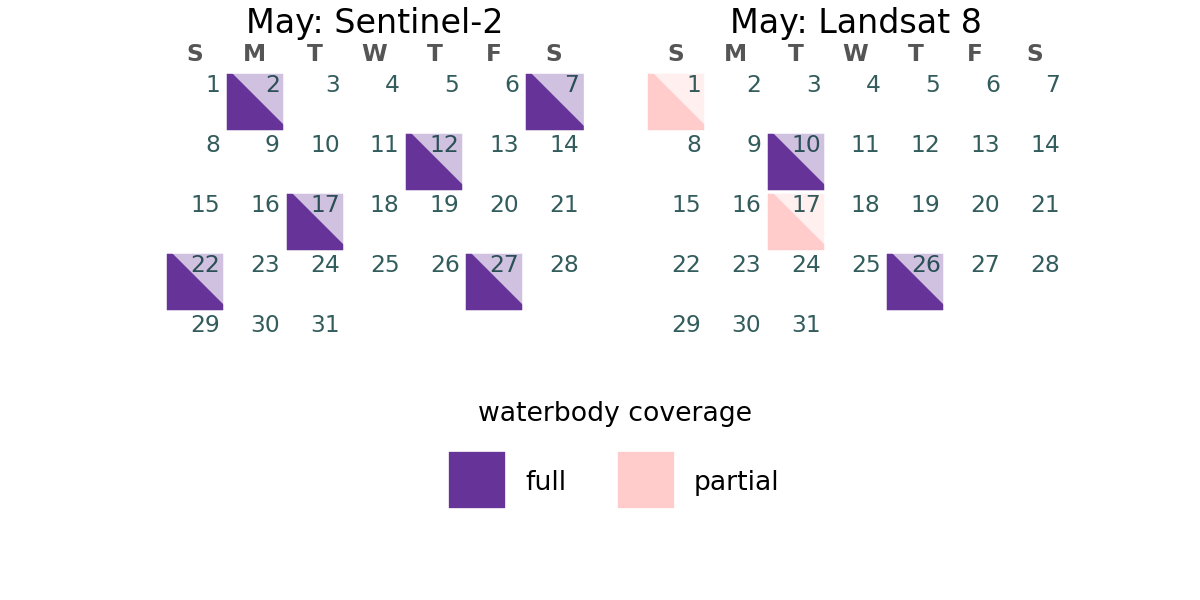 May: Sentinel-2
S M T W T F S
1 2 3 4 5 6 7
8 9 10 11 12 13 14
15 16 17 18 19 20 21
22 23 24 25 26 27 28
29 30 31
May: Landsat 8
S M T W T F S
1 2 3 4 5 6 7
8 9 10 11 12 13 14
15 16 17 18 19 20 21
22 23 24 25 26 27 28
29 30 31
waterbody coverage
full partial